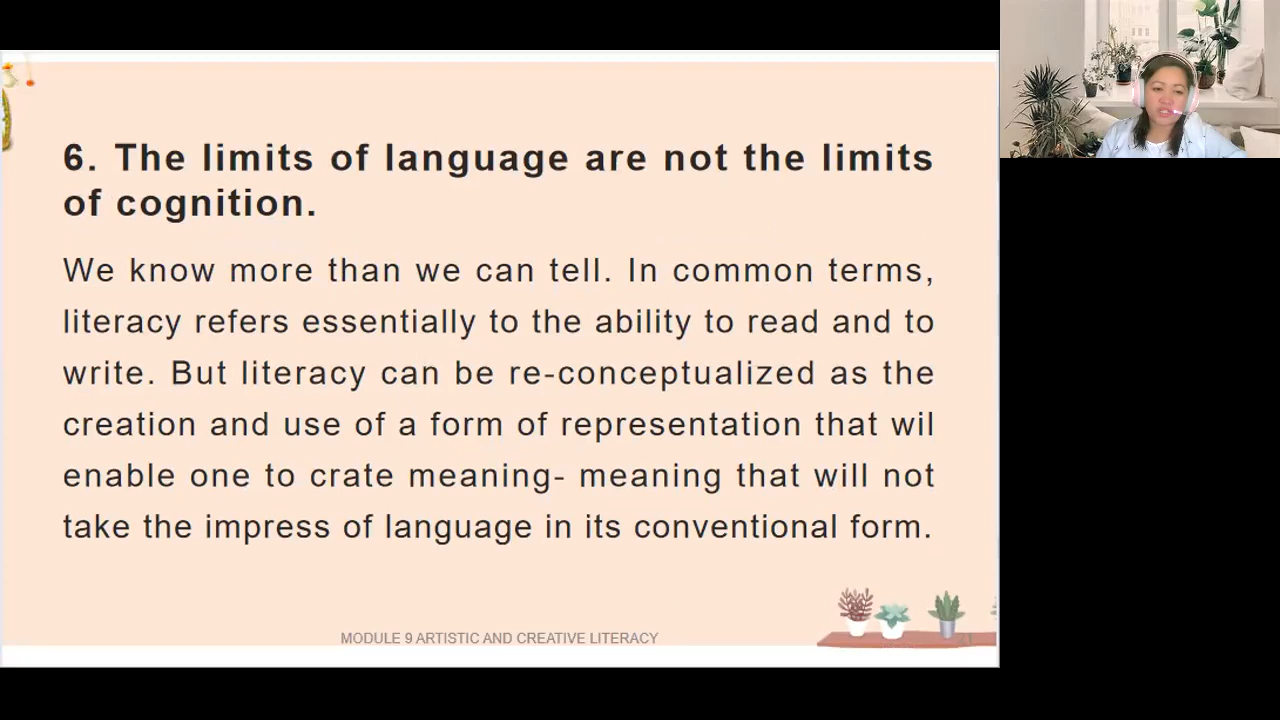 6. The limits of language are not the limits
of cognition.
We know more than we can tell. In common terms,
literacy refers essentially to the ability to read and to
write. But literacy can be re-conceptualized as the
creation and use of a form of representation that wil
enable one to crate meaning- meaning that will not
take the impress of language in its conventional form.
MODULE 9 ARTISTIC AND CREATIVE LITERACY
21